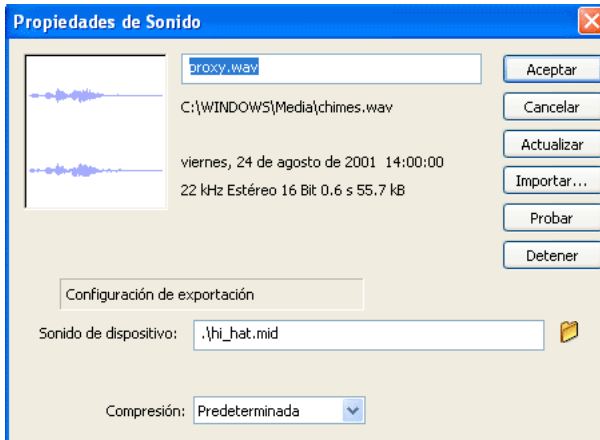 Propiedades de Sonido
proxy.wav
Aceptar
C:\WINDOWS\Media\chimes.wav
Cancelar
Actualizar
viernes, 24 de agosto de 2001 14:00:00
Importar...
22 kHz Estéreo 16 Bit 0.6 s 55.7 kB
Probar
Detener
Configuración de exportación
Sonido de dispositivo: .\hi_hat.mid
Compresión: Predeterminada